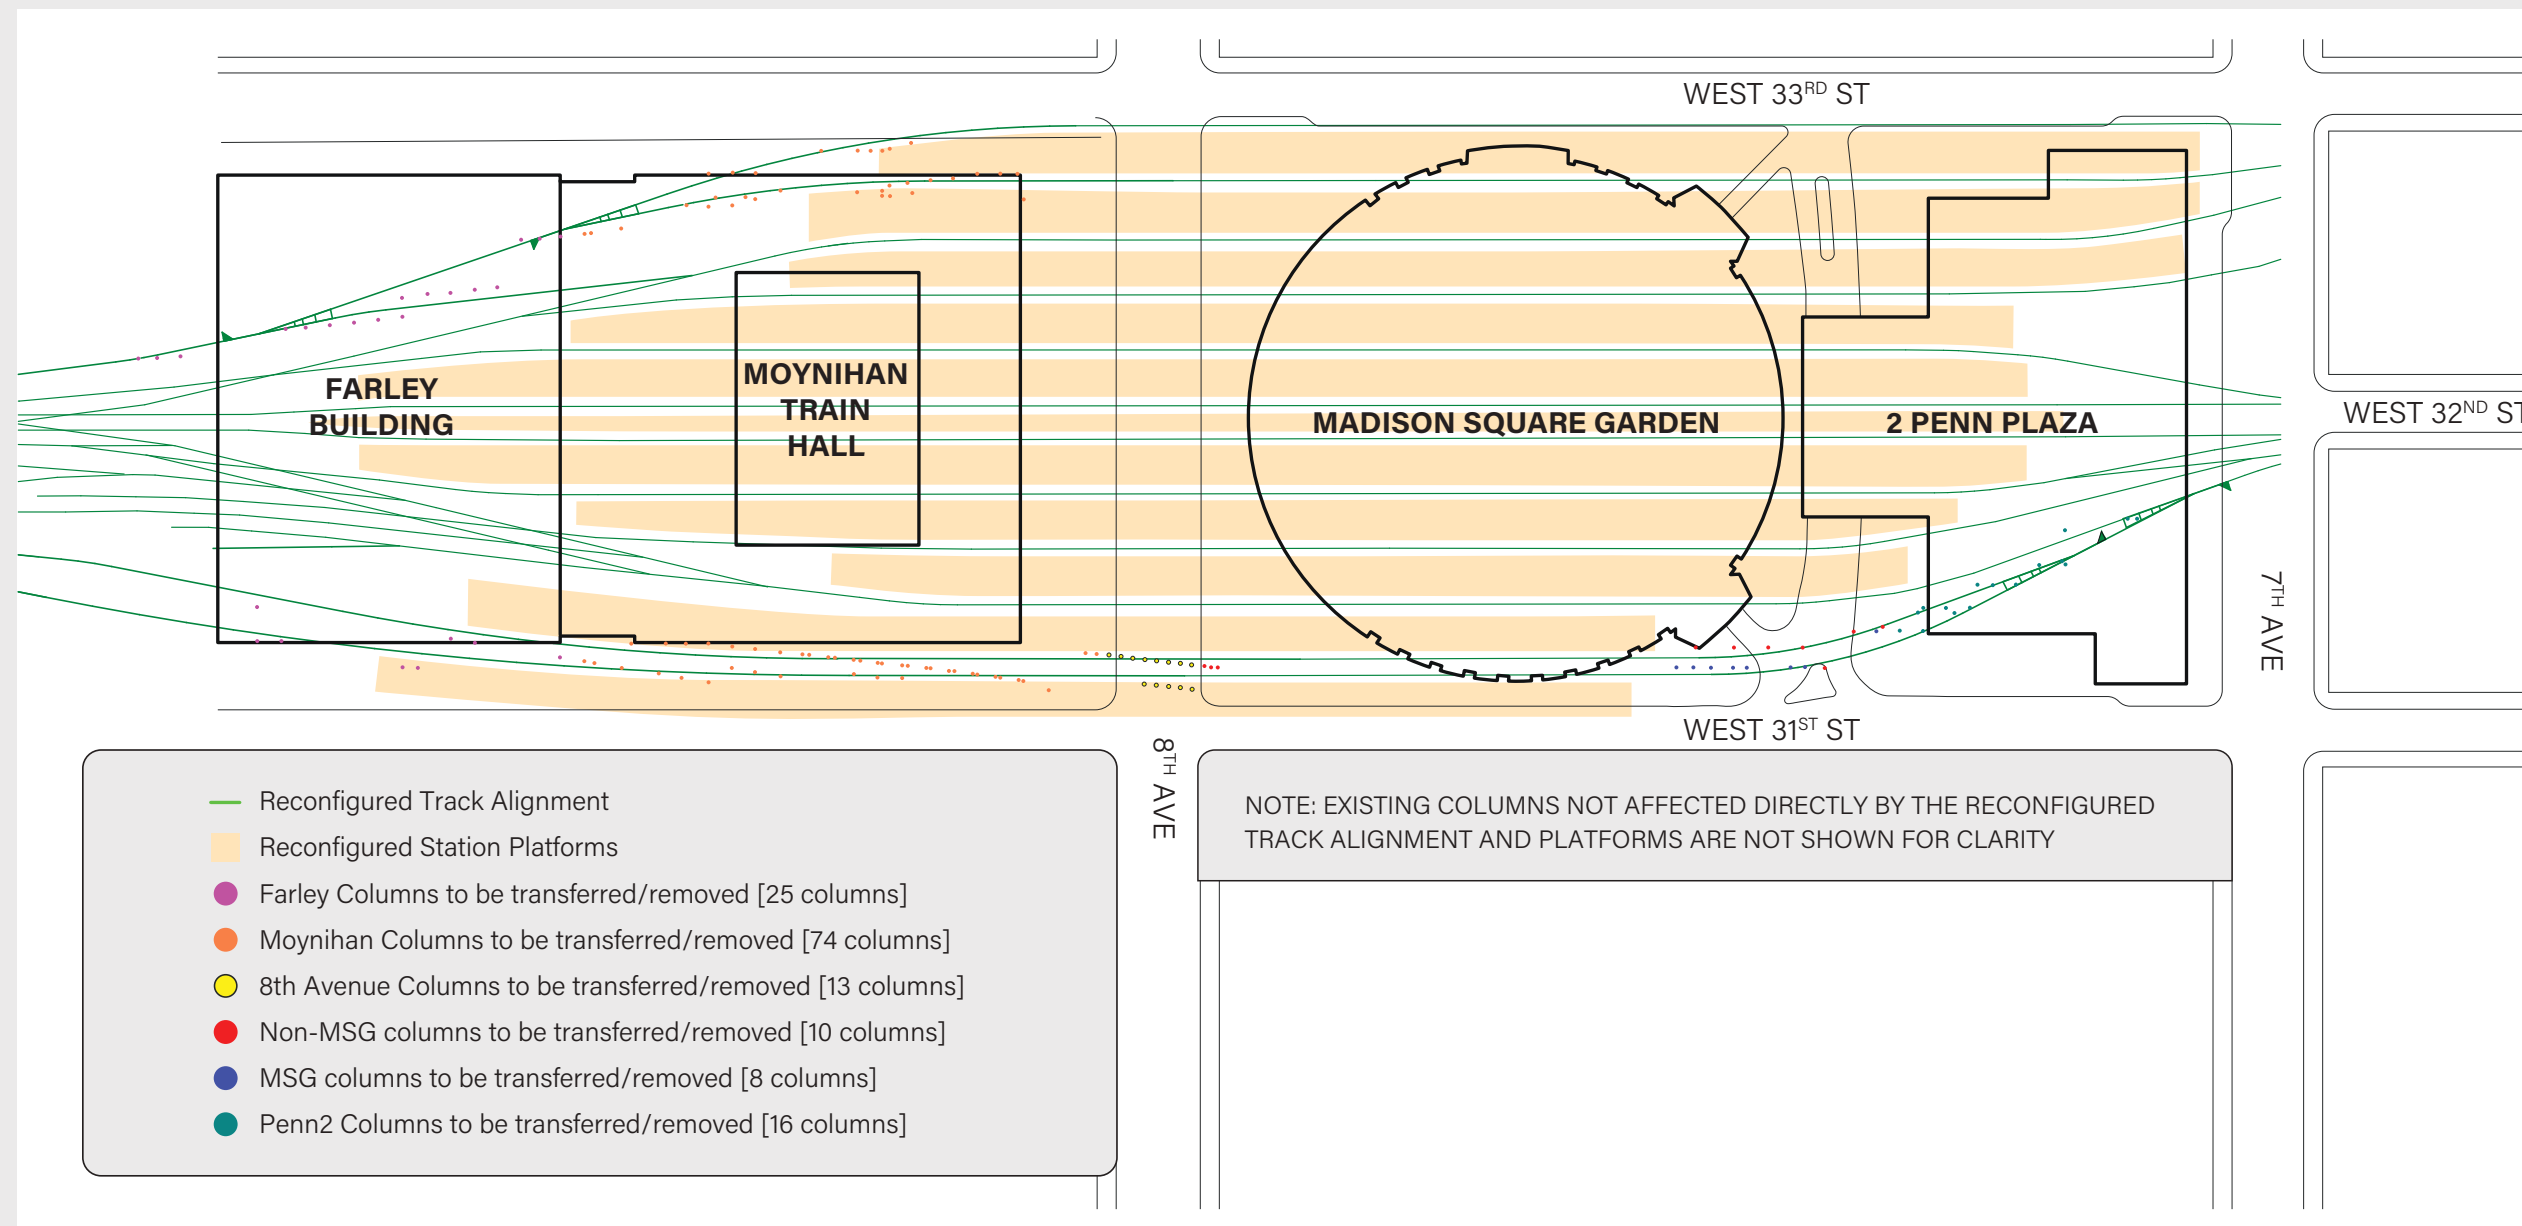 WEST 33RD ST
FARLEY
BUILDING
MOYNIHAN
TRAIN
HALL
MADISON SQUARE GARDEN
2 PENN PLAZA
WEST 32ND ST
7TH AVE
WEST 31ST ST
8TH AVE
Reconfigured Track Alignment
Reconfigured Station Platforms
Farley Columns to be transferred/removed [25 columns]
Moynihan Columns to be transferred/removed [74 columns]
8th Avenue Columns to be transferred/removed [13 columns]
Non-MSG columns to be transferred/removed [10 columns]
MSG columns to be transferred/removed [8 columns]
Penn2 Columns to be transferred/removed [16 columns]
NOTE: EXISTING COLUMNS NOT AFFECTED DIRECTLY BY THE RECONFIGURED
TRACK ALIGNMENT AND PLATFORMS ARE NOT SHOWN FOR CLARITY